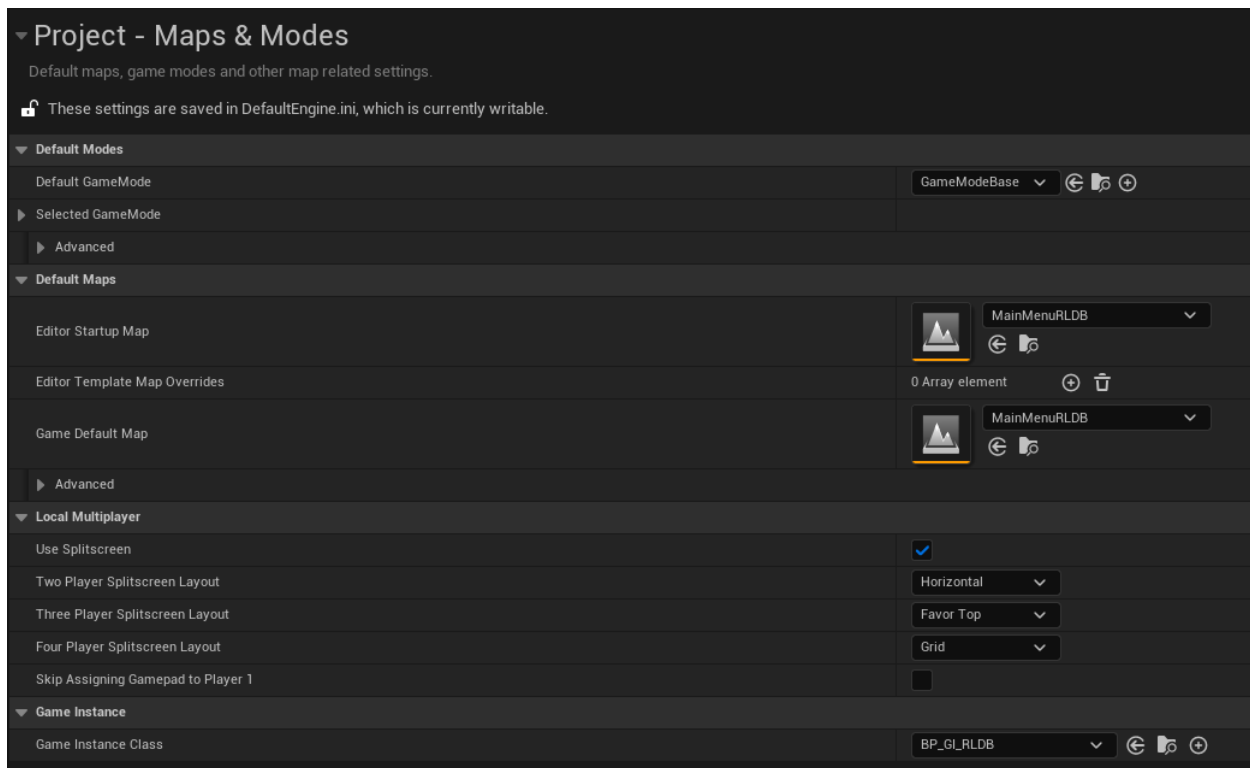 Project - Maps & Modes
Default maps, game modes and other map related settings.
These settings are saved in DefaultEngine.ini, which is currently writable.
Default Modes
Default GameMode GameModeBase
Selected GameMode
Advanced
Default Maps
Editor Startup Map MainMenuRLDB
Editor Template Map Overrides 0 Array element
Game Default Map MainMenuRLDB
Advanced
Local Multiplayer
Use Splitscreen
Two Player Splitscreen Layout Horizontal
Three Player Splitscreen Layout Favor Top
Four Player Splitscreen Layout Grid
Skip Assigning Gamepad to Player 1
Game Instance
Game Instance Class BP_GI_RLDB